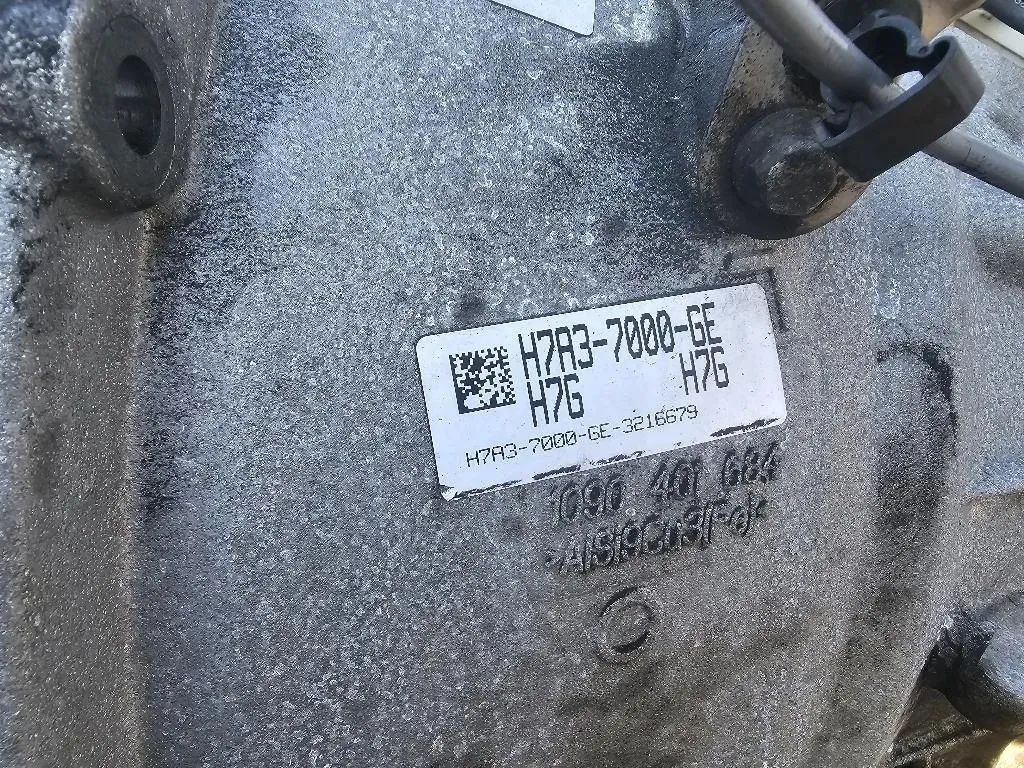 H7A3-7000-GE
H7G H7G
H7A3-7000-GE-3216679
1090 401 684
>AlSi9Cu3(Fe)<